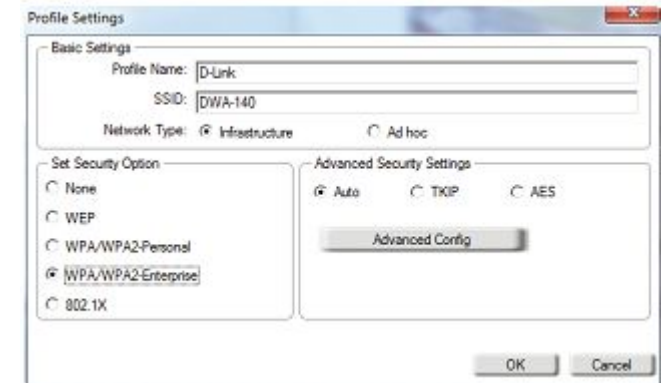 Profile Settings
Basic Settings
Profile Name: D-Link
SSID: DWA-140
Network Type: Infrastructure Ad hoc
Set Security Option
None
WEP
WPA/WPA2-Personal
WPA/WPA2-Enterprise
802.1X
Advanced Security Settings
Auto TKIP AES
Advanced Config
OK Cancel